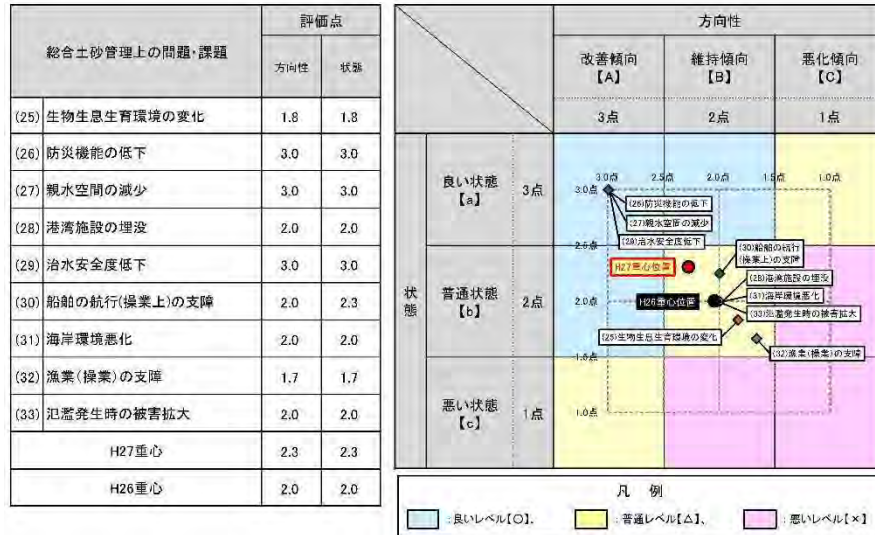 総合土砂管理上の問題・課題 評価点
方向性 状態
(25) 生物生息生育環境の変化 1.8 1.8
(26) 防災機能の低下 3.0 3.0
(27) 親水空間の減少 3.0 3.0
(28) 港湾施設の埋没 2.0 2.0
(29) 治水安全度低下 3.0 3.0
(30) 船舶の航行(操業上)の支障 2.0 2.3
(31) 海岸環境悪化 2.0 2.0
(32) 漁業(操業)の支障 1.7 1.7
(33) 氾濫発生時の被害拡大 2.0 2.0
H27重心 2.3 2.3
H26重心 2.0 2.0
方向性
改善傾向 維持傾向 悪化傾向
【A】 【B】 【C】
3点 2点 1点
状態
良い状態
【a】
3点
普通状態
【b】
2点
悪い状態
【c】
1点
3.0点 2.5点 2.0点 1.5点 1.0点
3.0点
(26)防災機能の低下
(27)親水空間の減少
(29)治水安全度低下
2.5点
(30)船舶の航行
(操業上)の支障
H27重心位置
(28)港湾施設の埋没
2.0点
H26重心位置
(31)海岸環境悪化
(33)氾濫発生時の被害拡大
(25)生物生息生育環境の変化
1.5点
(32)漁業(操業)の支障
1.0点
凡 例
:良いレベル【○】、 :普通レベル【△】、 :悪いレベル【×】